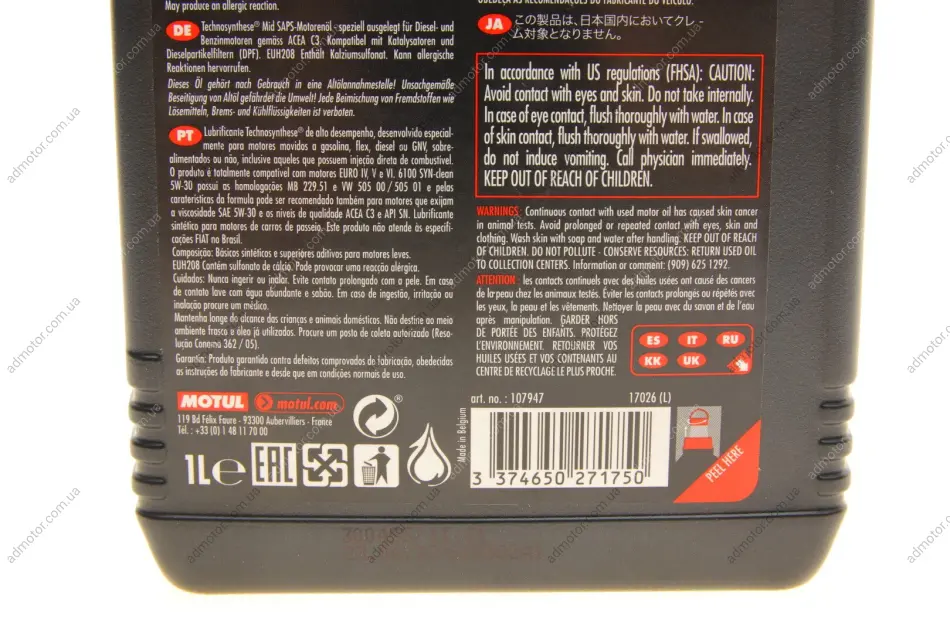 May produce an allergic reaction.
DE Technosynthese® Mid SAPS-Motorenöl - speziell ausgelegt für Diesel- und
Benzinmotoren gemäss ACEA C3. Kompatibel mit Katalysatoren und
Dieselpartikelfiltern (DPF). EUH208 Enthält Kalziumsulfonat. Kann allergische
Reaktionen hervorrufen.
Dieses Öl gehört nach Gebrauch in eine Altölannahmestelle! Unsachgemäße
Beseitigung von Altöl gefährdet die Umwelt! Jede Beimischung von Fremdstoffen wie
Lösemitteln, Brems- und Kühlflüssigkeiten ist verboten.
PT Lubrificante Technosynthese® de alto desempenho, desenvolvido especial-
mente para motores movidos a gasolina, flex, diesel ou GNV, sobre-
alimentados ou não, inclusive aqueles que possuem injeção direta de combustível.
O produto é totalmente compatível com motores EURO IV, V e VI. 6100 SYN-clean
5W-30 possui as homologações MB 229.51 e VW 505 00 / 505 01 e pelas
caraterísticas da formula pode ser recomendado também para motores que exijam
a viscosidade SAE 5W-30 e os níveis de qualidade ACEA C3 e API SN. Lubrificante
sintético para motores de carros de passeio. Este produto não atende às especifi-
cações FIAT no Brasil.
Composição: Básicos sintéticos e superiores aditivos para motores leves.
EUH208 Contém sulfonato de cálcio. Pode provocar uma reacção alérgica.
Cuidados: Nunca ingerir ou inalar. Evite contato prolongado com a pele. Em caso
de contato lave com água abundante e sabão. Em caso de ingestão, irritação ou
inalação procure um médico.
Mantenha longe do alcance das crianças e animais domésticos. Não destine ao meio
ambiente frasco e óleo já utilizados. Procure um posto de coleta autorizado (Reso-
lução Conama 362 / 05).
Garantia: Produto garantido contra defeitos comprovados de fabricação, obedecidas
as instruções do fabricante e desde que em condições normais de uso.
MOTUL motul.com
119 Bd Félix Faure - 93300 Aubervilliers - France
Tél. : +33 (0) 1 48 11 70 00
®
1L e EAC
OBEDEÇA AS RECOMENDAÇÕES DO FABRICANTE DO VEÍCULO.
JA この製品は、日本国内においてクレ -
ム対象となりません。
In accordance with US regulations (FHSA): CAUTION:
Avoid contact with eyes and skin. Do not take internally.
In case of eye contact, flush thoroughly with water. In case
of skin contact, flush thoroughly with water. If swallowed,
do not induce vomiting. Call physician immediately.
KEEP OUT OF REACH OF CHILDREN.
WARNINGS: Continuous contact with used motor oil has caused skin cancer
in animal tests. Avoid prolonged or repeated contact with eyes, skin and
clothing. Wash skin with soap and water after handling. KEEP OUT OF REACH
OF CHILDREN. DO NOT POLLUTE - CONSERVE RESOURCES: RETURN USED OIL
TO COLLECTION CENTERS. Information or comment: (909) 625 1292.
ATTENTION : les contacts continuels avec des huiles usées ont causé des cancers
de la peau chez les animaux testés. Éviter les contacts prolongés ou répétés avec
les yeux, la peau et les vêtements. Nettoyer la peau avec du savon et de l'eau
après manipulation. GARDER HORS
DE PORTÉE DES ENFANTS. PROTÉGEZ
L'ENVIRONNEMENT. RETOURNER VOS
HUILES USÉES ET VOS CONTENANTS AU
CENTRE DE RECYCLAGE LE PLUS PROCHE.
ES IT RU
KK UK
art. no. : 107947 17026 (L)
Made in Belgium
3 374650 271750
PEEL HERE
admotor.com.ua